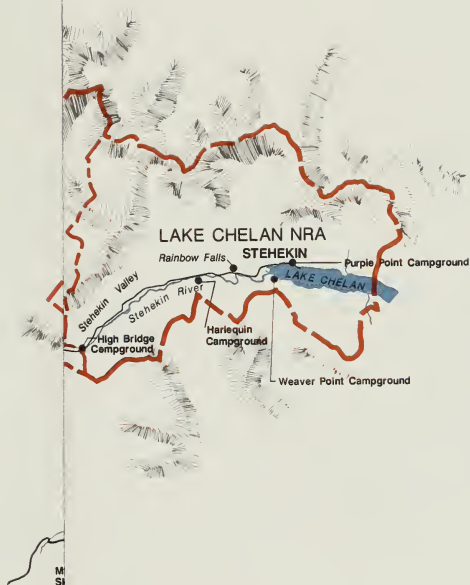 LAKE CHELAN NRA
STEHEKIN
Rainbow Falls
Purple Point Campground
LAKE CHELAN
Stehekin Valley
Stehekin River
High Bridge
Campground
Harlequin
Campground
Weaver Point Campground